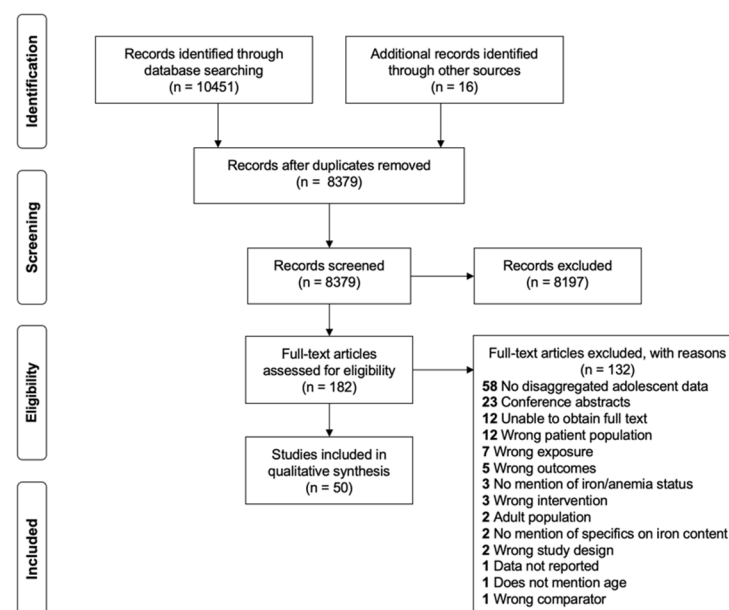 Identification
Records identified through
database searching
(n = 10451)
Additional records identified
through other sources
(n = 16)
Records after duplicates removed
(n = 8379)
Screening
Records screened
(n = 8379)
Records excluded
(n = 8197)
Eligibility
Full-text articles
assessed for eligibility
(n = 182)
Full-text articles excluded, with reasons
(n = 132)
58 No disaggregated adolescent data
23 Conference abstracts
12 Unable to obtain full text
12 Wrong patient population
7 Wrong exposure
5 Wrong outcomes
3 No mention of iron/anemia status
3 Wrong intervention
2 Adult population
2 No mention of specifics on iron content
2 Wrong study design
1 Data not reported
1 Does not mention age
1 Wrong comparator
Studies included in
qualitative synthesis
(n = 50)
Included